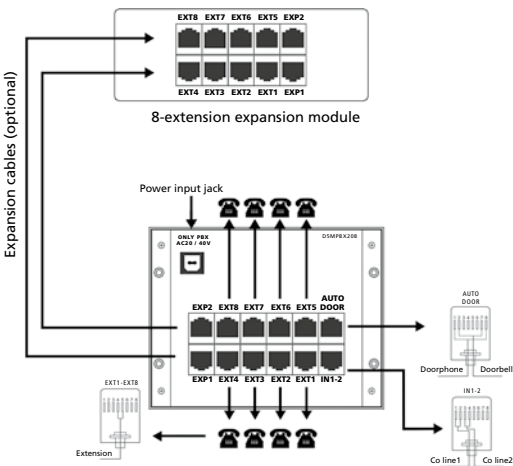 EXT8 EXT7 EXT6 EXT5 EXP2
EXT4 EXT3 EXT2 EXT1 EXP1
8-extension expansion module
Expansion cables (optional)
Power input jack
ONLY PBX
AC20 / 40V
DSMPBX208
EXP2 EXT8 EXT7 EXT6 EXT5 AUTO DOOR
EXP1 EXT4 EXT3 EXT2 EXT1 IN1-2
AUTO
DOOR
Doorphone Doorbell
EXT1-EXT8
Extension
IN1-2
Co line1 Co line2